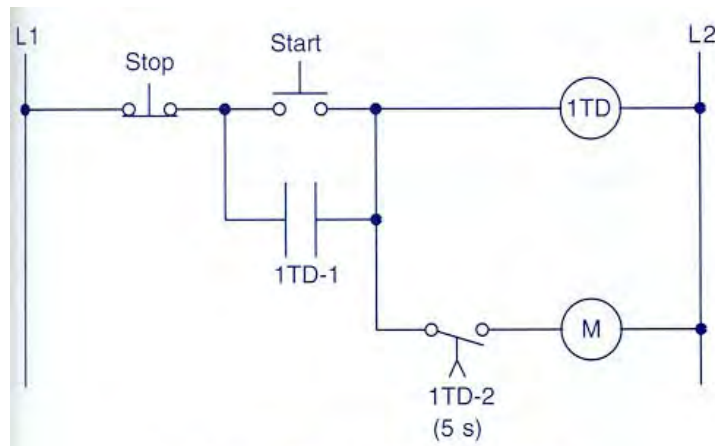 L1
L2
Stop
Start
1TD
1TD-1
M
1TD-2
(5 s)